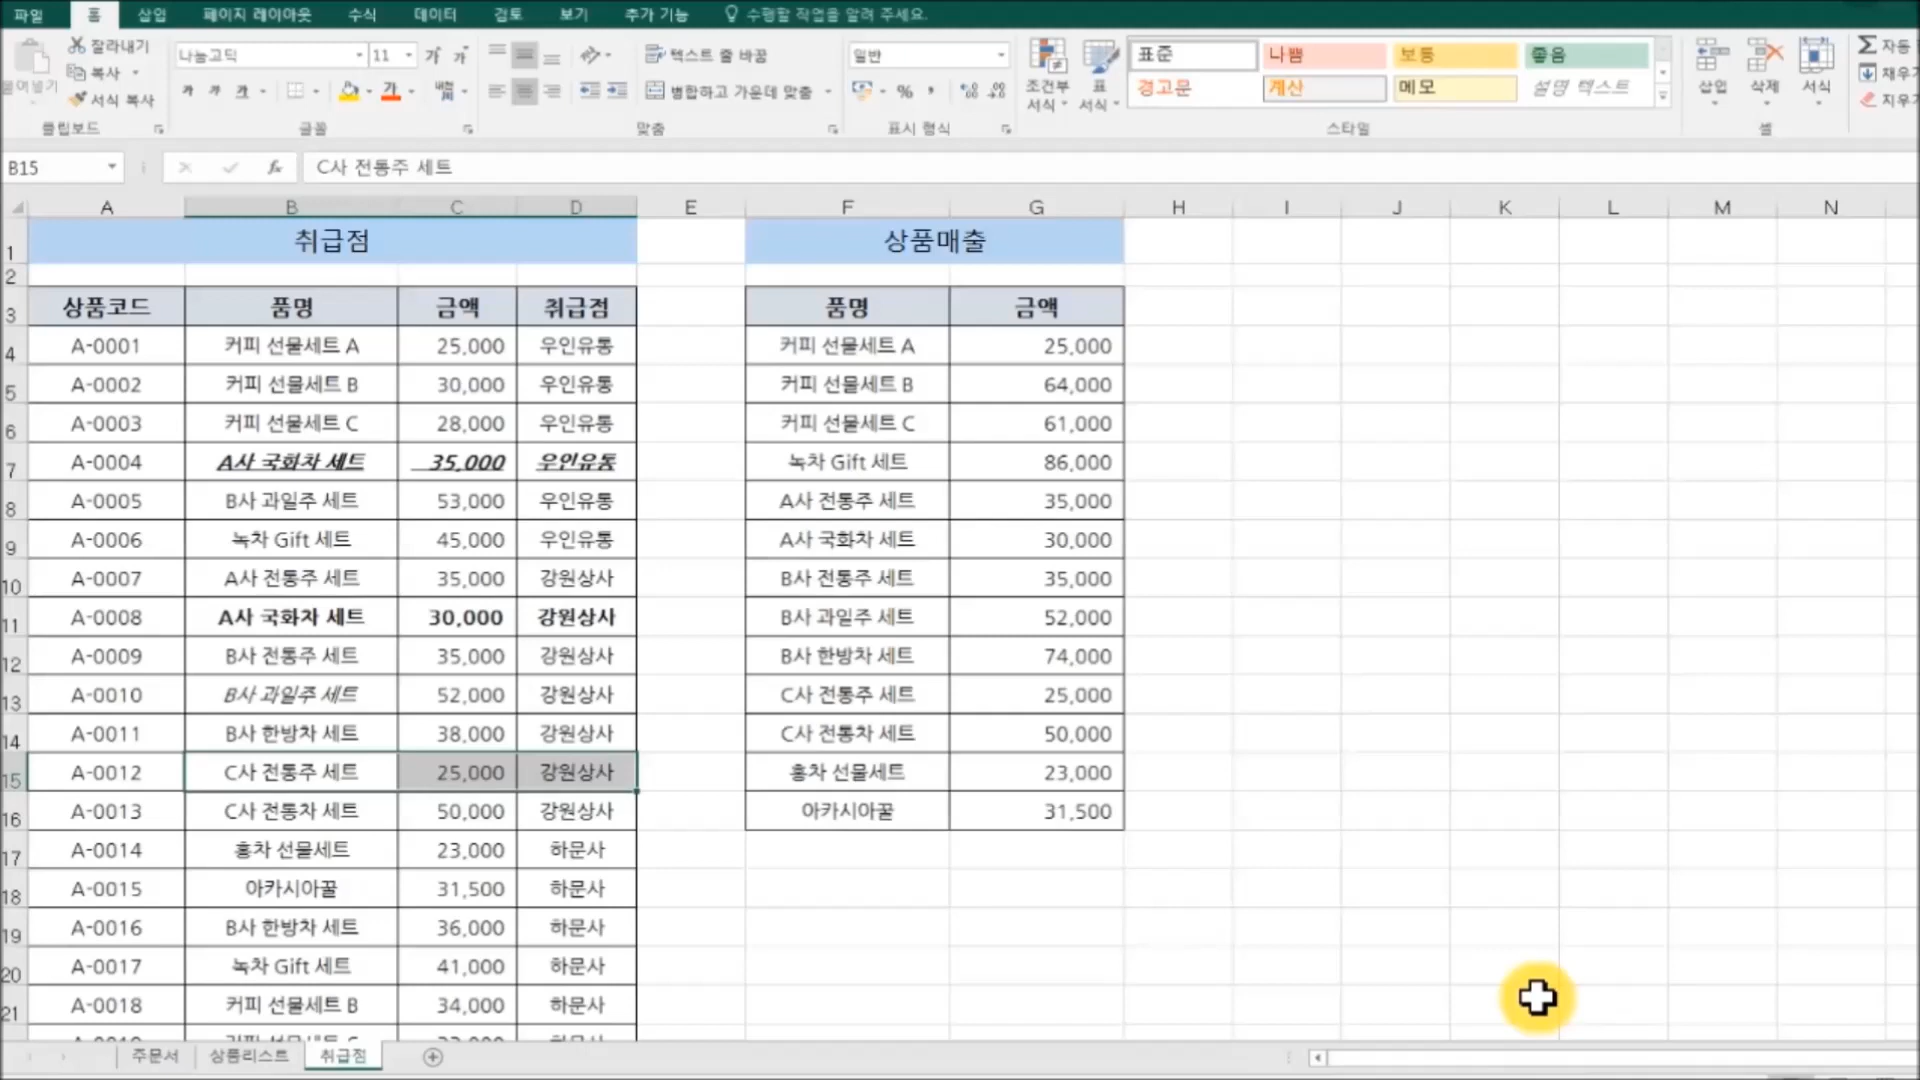 파일 홈 삽입 페이지 레이아웃 수식 데이터 검토 보기 추가 기능 수행할 작업을 알려 주세요.
잘라내기
복사
서식 복사
클립보드
나눔고딕 11
가 가
가 가 가 가
글꼴
텍스트 줄 바꿈
병합하고 가운데 맞춤
맞춤
일반
%
표시 형식
조건부 서식
표 서식
표준 나쁨 보통 좋음
경고문 계산 메모 설명 텍스트
스타일
삽입 삭제 서식
셀
자동
채우기
지우기
B15 fx C사 전통주 세트
A B C D E F G H I J K L M N
1 취급점 상품매출
2
3 상품코드 품명 금액 취급점 품명 금액
4 A-0001 커피 선물세트 A 25,000 우인유통 커피 선물세트 A 25,000
5 A-0002 커피 선물세트 B 30,000 우인유통 커피 선물세트 B 64,000
6 A-0003 커피 선물세트 C 28,000 우인유통 커피 선물세트 C 61,000
7 A-0004 A사 국화차 세트 35,000 우인유통 녹차 Gift 세트 86,000
8 A-0005 B사 과일주 세트 53,000 우인유통 A사 전통주 세트 35,000
9 A-0006 녹차 Gift 세트 45,000 우인유통 A사 국화차 세트 30,000
10 A-0007 A사 전통주 세트 35,000 강원상사 B사 전통주 세트 35,000
11 A-0008 A사 국화차 세트 30,000 강원상사 B사 과일주 세트 52,000
12 A-0009 B사 전통주 세트 35,000 강원상사 B사 한방차 세트 74,000
13 A-0010 B사 과일주 세트 52,000 강원상사 C사 전통주 세트 25,000
14 A-0011 B사 한방차 세트 38,000 강원상사 C사 전통차 세트 50,000
15 A-0012 C사 전통주 세트 25,000 강원상사 홍차 선물세트 23,000
16 A-0013 C사 전통차 세트 50,000 강원상사 아카시아꿀 31,500
17 A-0014 홍차 선물세트 23,000 하문사
18 A-0015 아카시아꿀 31,500 하문사
19 A-0016 B사 한방차 세트 36,000 하문사
20 A-0017 녹차 Gift 세트 41,000 하문사
21 A-0018 커피 선물세트 B 34,000 하문사
주문서 상품리스트 취급점